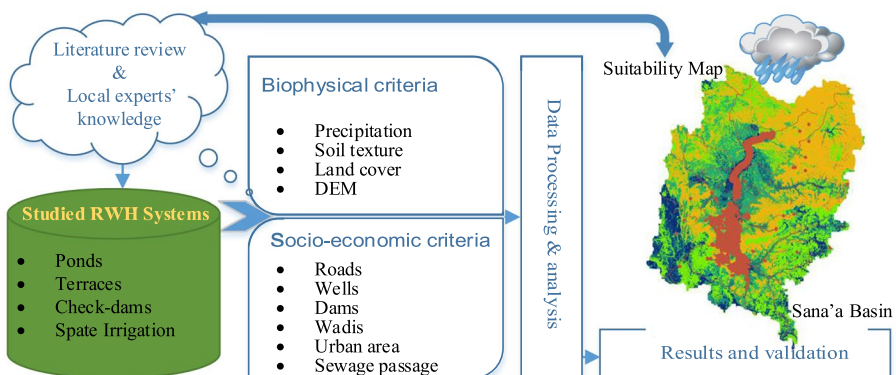 Literature review
&
Local experts'
knowledge
Studied RWH Systems
• Ponds
• Terraces
• Check-dams
• Spate Irrigation
Biophysical criteria
• Precipitation
• Soil texture
• Land cover
• DEM
Socio-economic criteria
• Roads
• Wells
• Dams
• Wadis
• Urban area
• Sewage passage
Data Processing & analysis
Suitability Map
Sana'a Basin
Results and validation